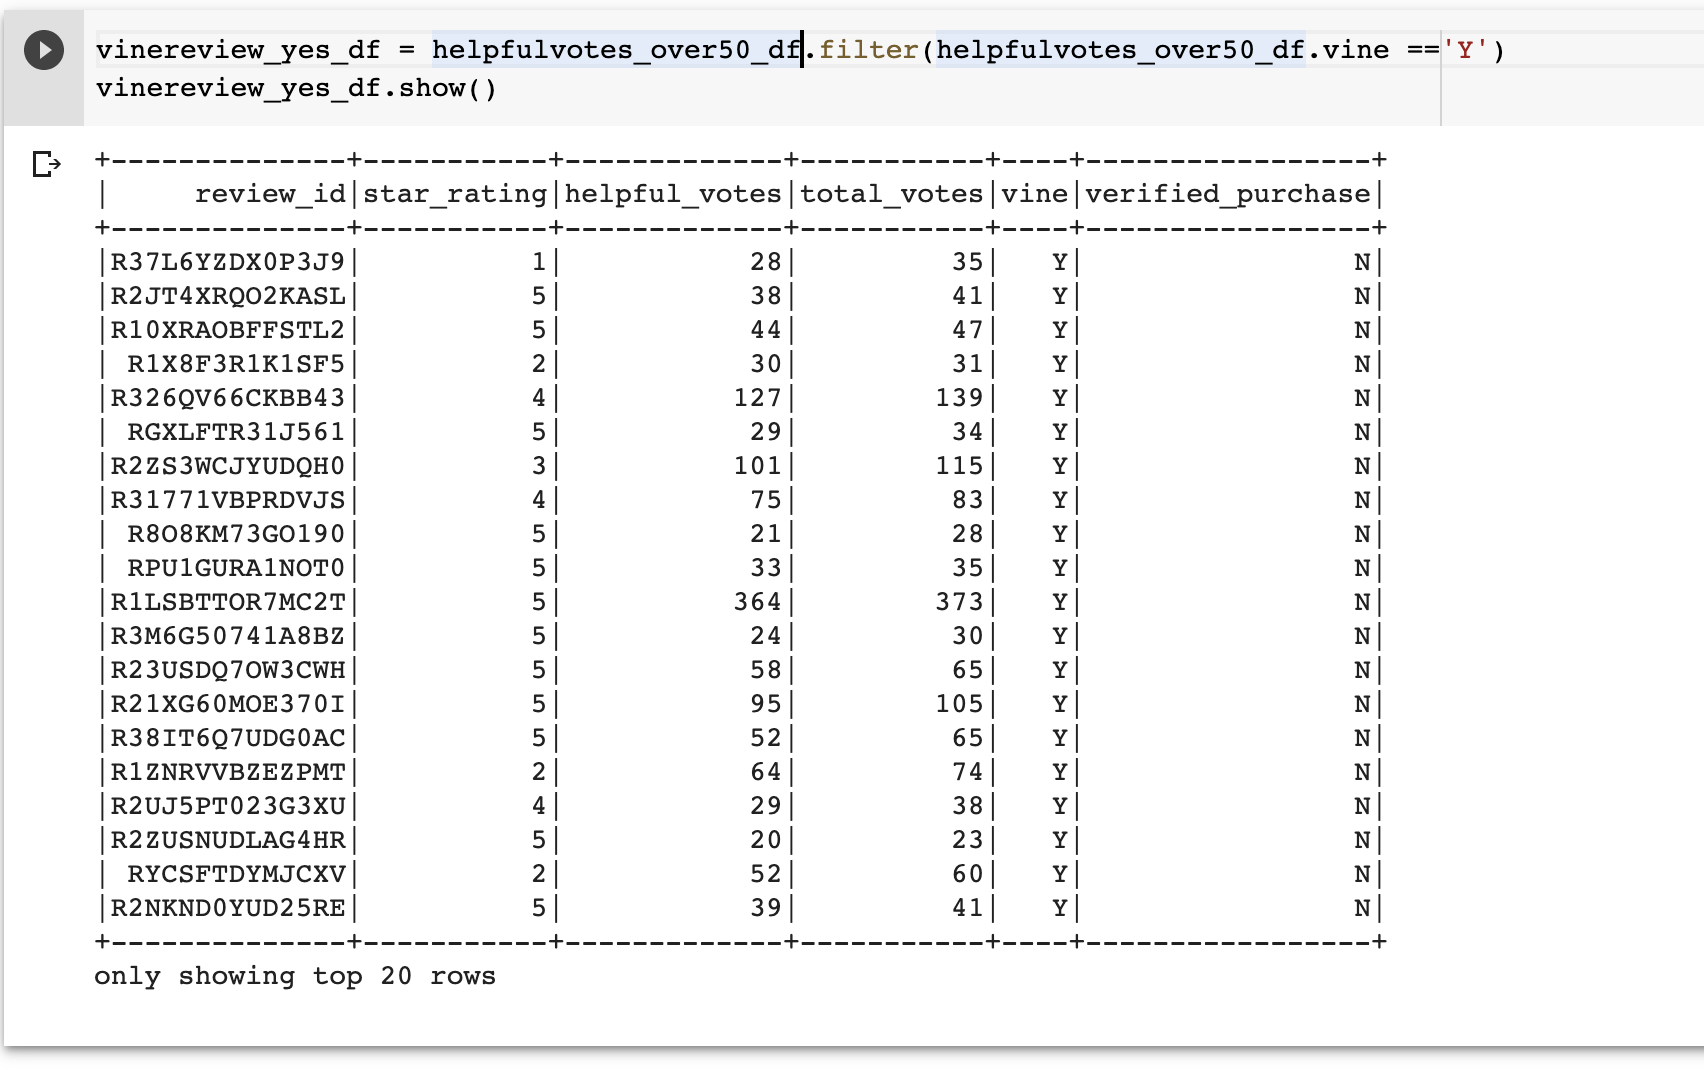 vinereview_yes_df = helpfulvotes_over50_df.filter(helpfulvotes_over50_df.vine =='Y')
vinereview_yes_df.show()
+--------------+-----------+-------------+-----------+----+-----------------+
|     review_id|star_rating|helpful_votes|total_votes|vine|verified_purchase|
+--------------+-----------+-------------+-----------+----+-----------------+
|R37L6YZDX0P3J9|          1|           28|         35|   Y|                N|
|R2JT4XRQO2KASL|          5|           38|         41|   Y|                N|
|R10XRAOBFFSTL2|          5|           44|         47|   Y|                N|
| R1X8F3R1K1SF5|          2|           30|         31|   Y|                N|
|R326QV66CKBB43|          4|          127|        139|   Y|                N|
| RGXLFTR31J561|          5|           29|         34|   Y|                N|
|R2ZS3WCJYUDQH0|          3|          101|        115|   Y|                N|
|R31771VBPRDVJS|          4|           75|         83|   Y|                N|
| R8O8KM73GO190|          5|           21|         28|   Y|                N|
| RPU1GURA1NOT0|          5|           33|         35|   Y|                N|
|R1LSBTTOR7MC2T|          5|          364|        373|   Y|                N|
|R3M6G50741A8BZ|          5|           24|         30|   Y|                N|
|R23USDQ7OW3CWH|          5|           58|         65|   Y|                N|
|R21XG60MOE370I|          5|           95|        105|   Y|                N|
|R38IT6Q7UDG0AC|          5|           52|         65|   Y|                N|
|R1ZNRVVBZEZPMT|          2|           64|         74|   Y|                N|
|R2UJ5PT023G3XU|          4|           29|         38|   Y|                N|
|R2ZUSNUDLAG4HR|          5|           20|         23|   Y|                N|
| RYCSFTDYMJCXV|          2|           52|         60|   Y|                N|
|R2NKND0YUD25RE|          5|           39|         41|   Y|                N|
+--------------+-----------+-------------+-----------+----+-----------------+
only showing top 20 rows